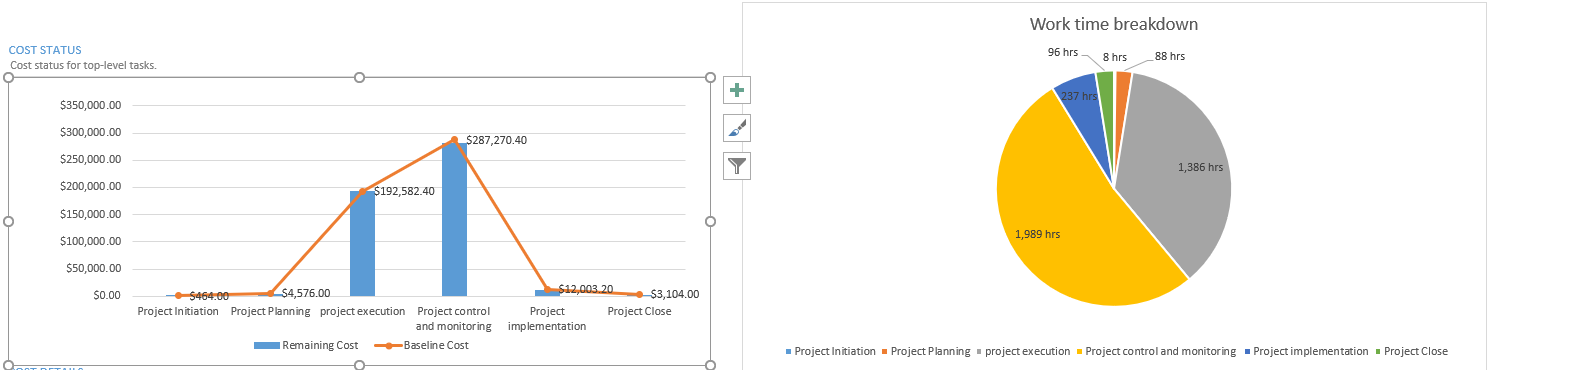 COST STATUS
Cost status for top-level tasks.
$350,000.00
$300,000.00
$250,000.00
$200,000.00
$150,000.00
$100,000.00
$50,000.00
$0.00
$464.00
$4,576.00
$192,582.40
$287,270.40
$12,003.20
$3,104.00
Project Initiation
Project Planning
project execution
Project control
and monitoring
Project
implementation
Project Close
Remaining Cost
Baseline Cost
COST DETAILS
Work time breakdown
96 hrs
8 hrs
88 hrs
237 hrs
1,386 hrs
1,989 hrs
Project Initiation
Project Planning
project execution
Project control and monitoring
Project implementation
Project Close